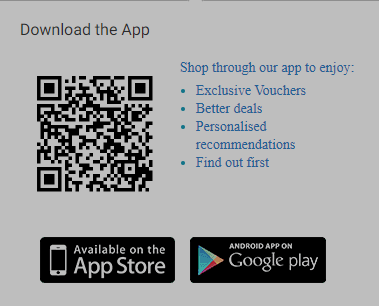 Download the App
Shop through our app to enjoy:
Exclusive Vouchers
Better deals
Personalised
recommendations
Find out first
Available on the
App Store
ANDROID APP ON
Google play